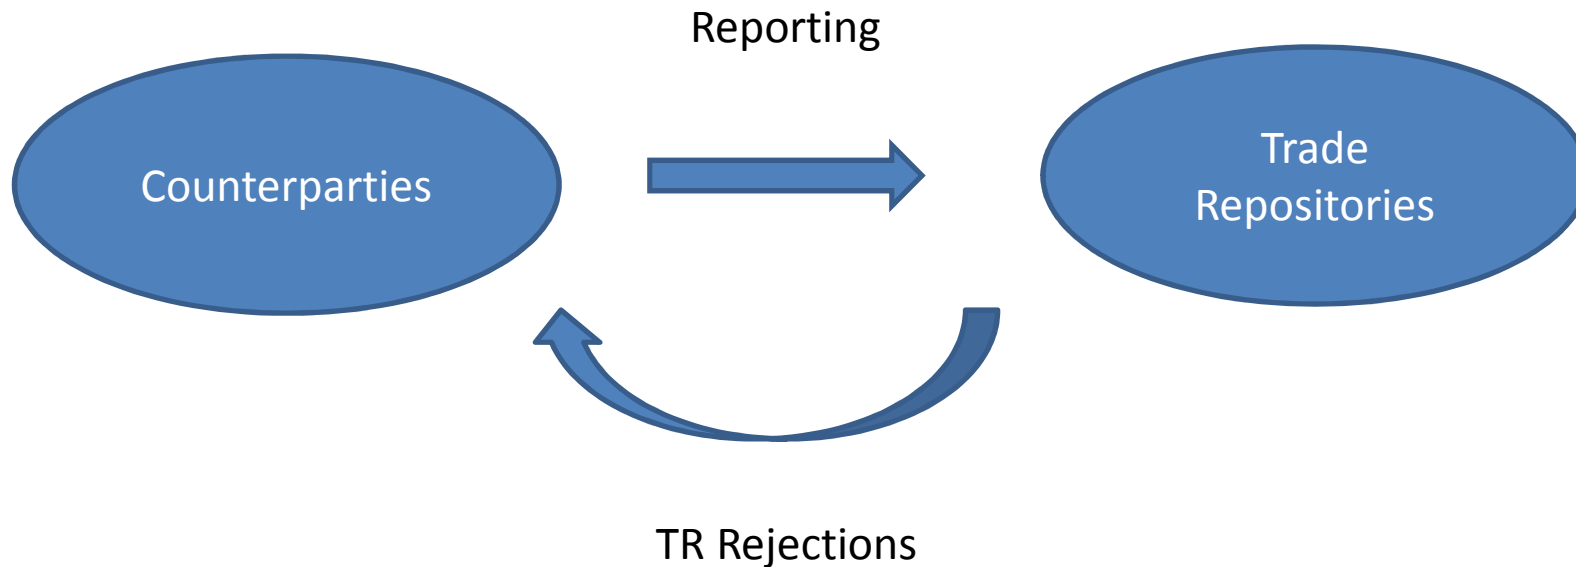 Reporting
Counterparties
Trade
Repositories
TR Rejections